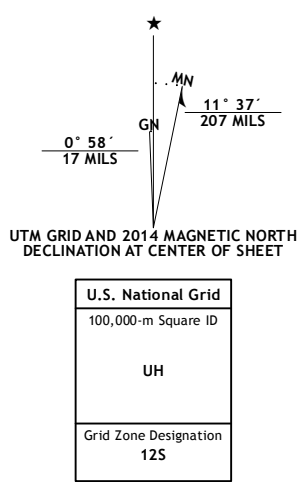 MN
11° 37´
207 MILS
GN
0° 58´
17 MILS
UTM GRID AND 2014 MAGNETIC NORTH
DECLINATION AT CENTER OF SHEET
U.S. National Grid
100,000-m Square ID
UH
Grid Zone Designation
12S